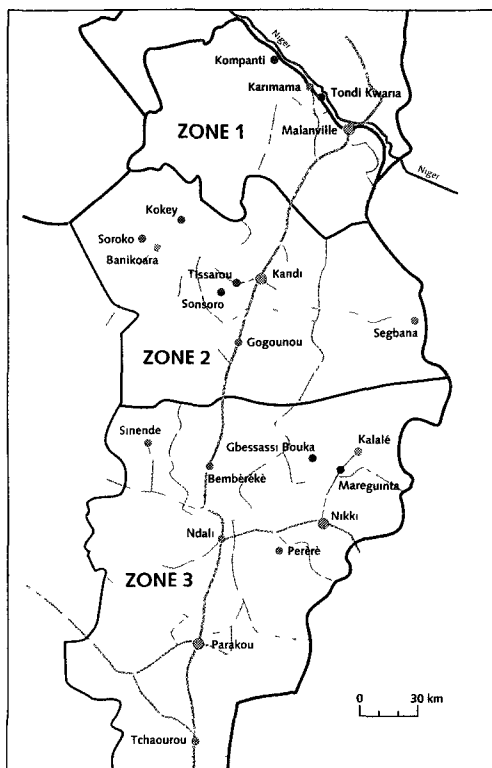 Niger
Kompanti
Karimama
Tondi Kwaria
ZONE 1
Malanville
Niger
Kokey
Soroko
Banikoara
Tissarou
Kandi
Sonsoro
Segbana
Gogounou
ZONE 2
Sinende
Gbessassi Bouka
Kalalé
Bembèrèkè
Mareguinta
Nikki
Ndali
Pèrèrè
ZONE 3
Parakou
0 30 km
Tchaourou